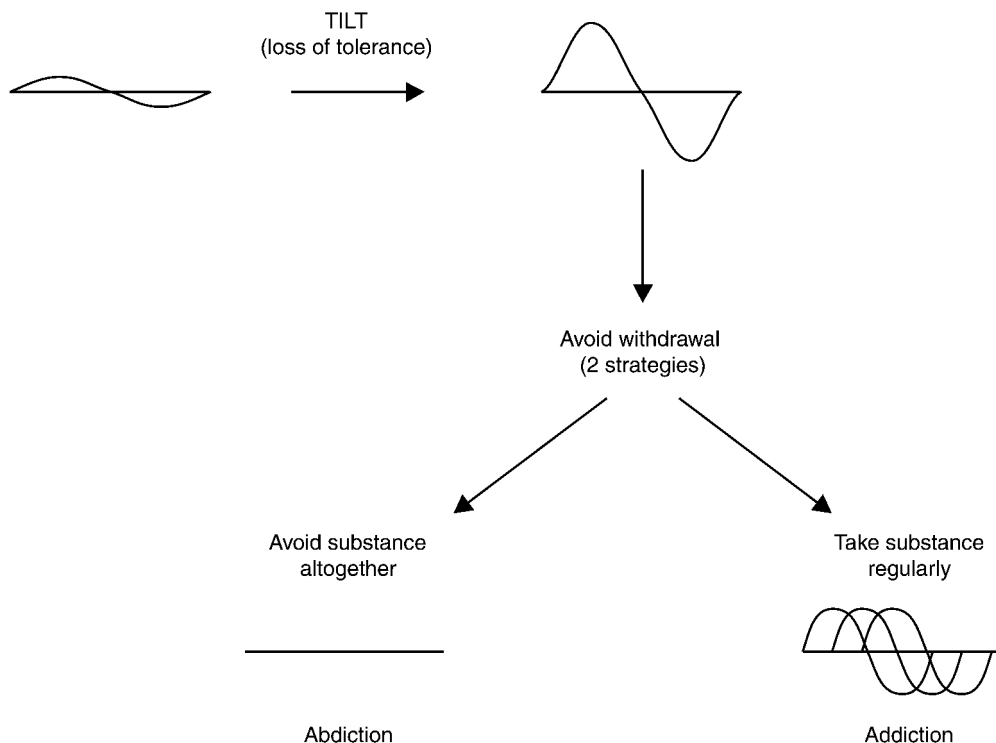 TILT
(loss of tolerance)
Avoid withdrawal
(2 strategies)
Avoid substance
altogether
Take substance
regularly
Abdiction
Addiction